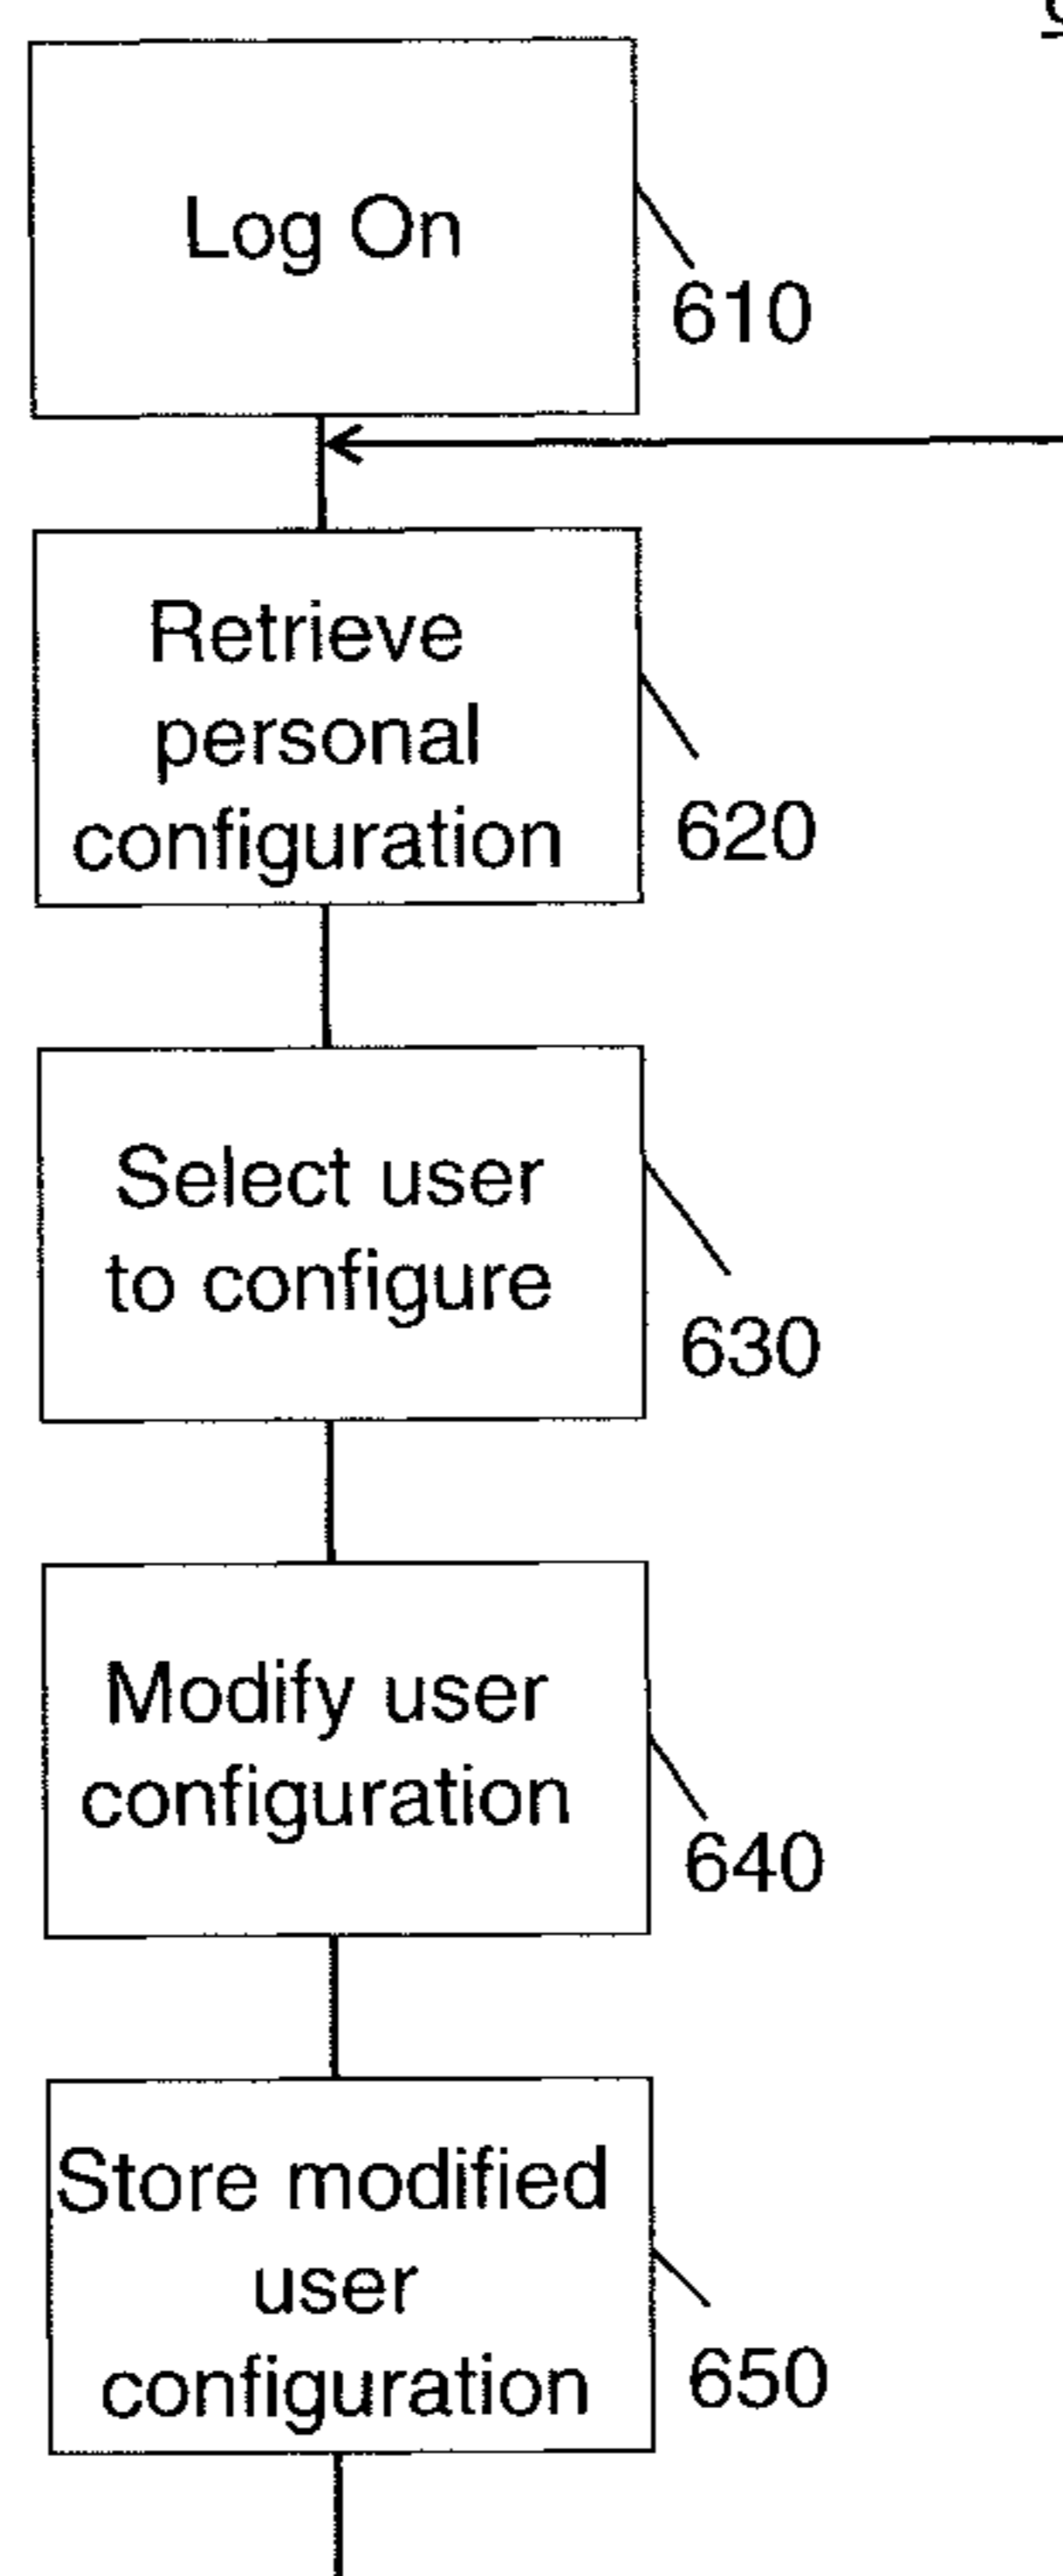 Log On
610
Retrieve
personal
configuration
620
Select user
to configure
630
Modify user
configuration
640
Store modified
user
configuration
650